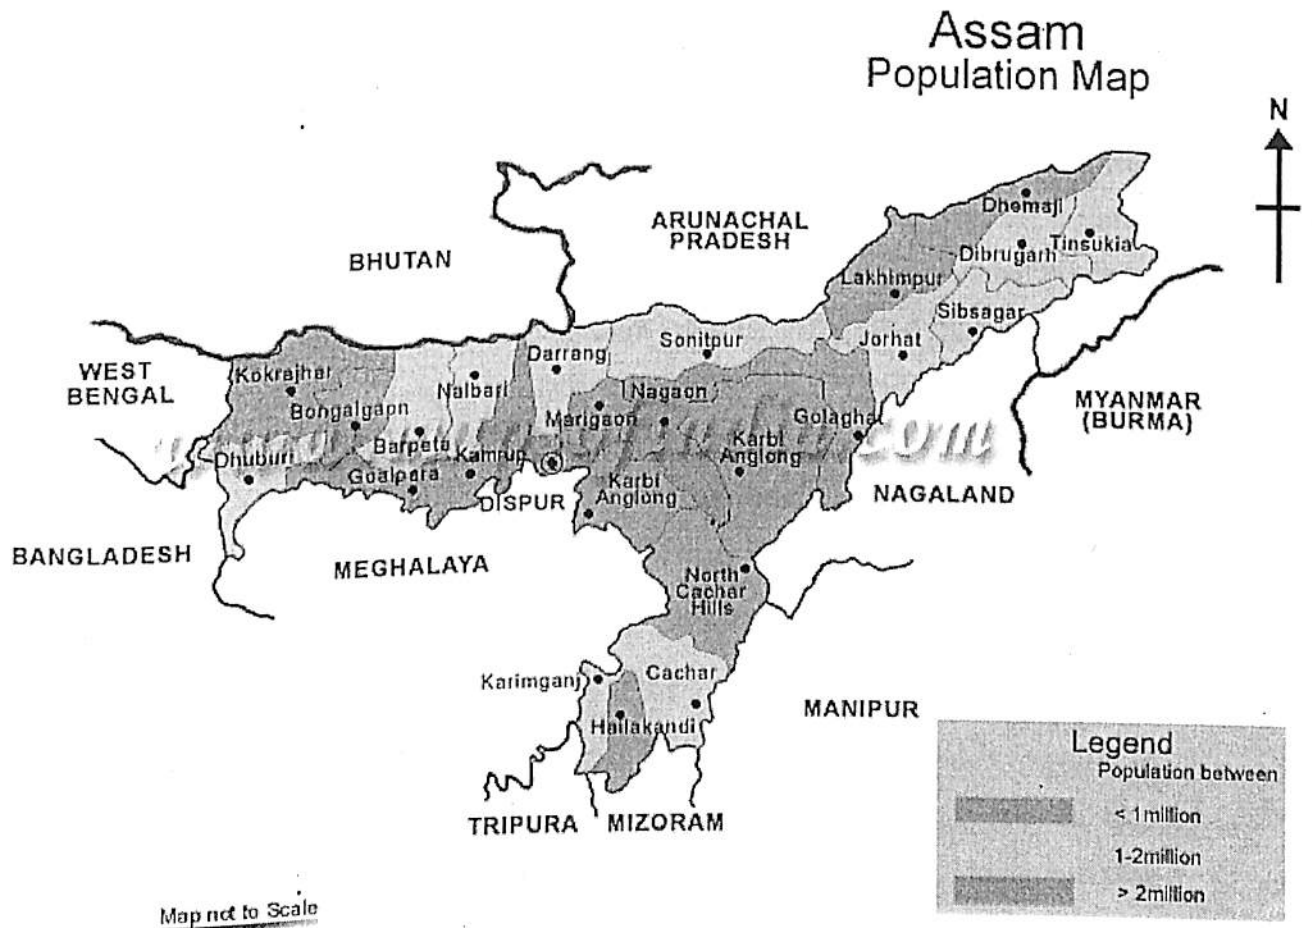 Assam
Population Map
N
ARUNACHAL
PRADESH
BHUTAN
WEST
BENGAL
BANGLADESH
MEGHALAYA
DISPUR
NAGALAND
MYANMAR
(BURMA)
MANIPUR
TRIPURA
MIZORAM
Dhemaji
Dibrugarh
Tinsukia
Lakhimpur
Sibsagar
Jorhat
Sonitpur
Darrang
Kokrajhar
Nalbari
Nagaon
Marigaon
Golaghat
Bongaigaon
Barpeta
Karbi
Anglong
Dhuburi
Goalpara
Kamrup
Karbi
Anglong
North
Cachar
Hills
Karimganj
Cachar
Hailakandi
Legend
Population between
< 1million
1-2million
> 2million
Map not to Scale